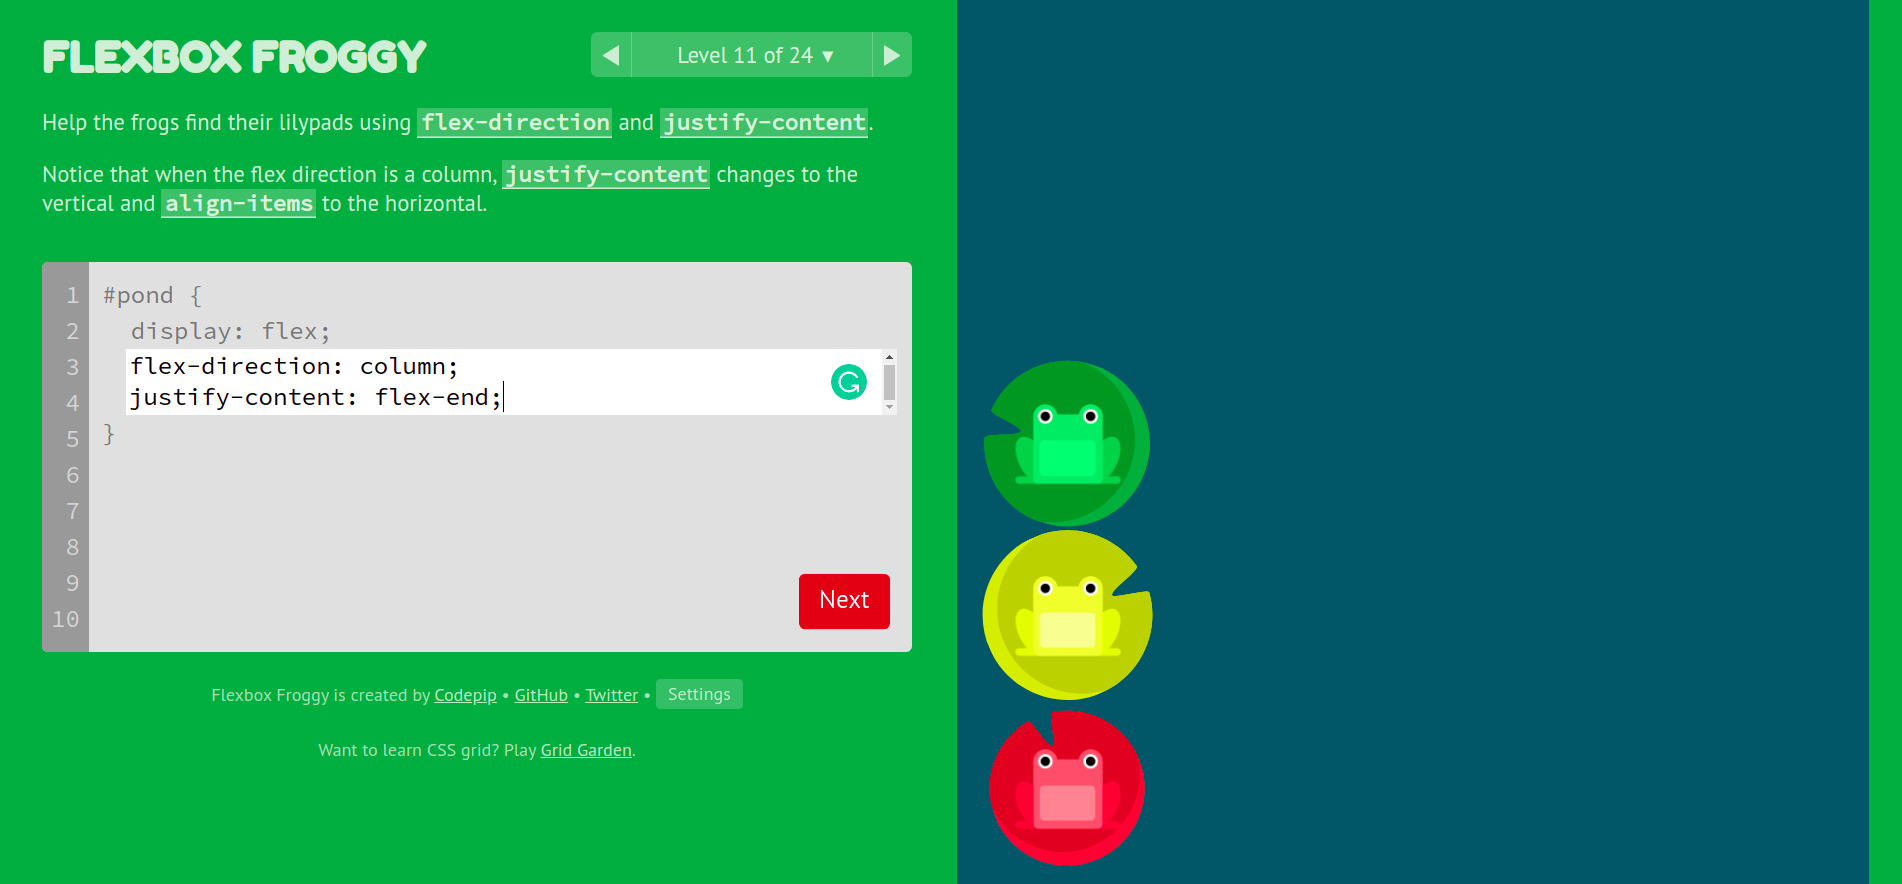 FLEXBOX FROGGY
◀ Level 11 of 24 ▼ ▶
Help the frogs find their lilypads using flex-direction and justify-content.
Notice that when the flex direction is a column, justify-content changes to the
vertical and align-items to the horizontal.
1 #pond {
2 display: flex;
3 flex-direction: column;
4 justify-content: flex-end;
5 }
6
7
8
9
10
Next
Flexbox Froggy is created by Codepip • GitHub • Twitter • Settings
Want to learn CSS grid? Play Grid Garden.